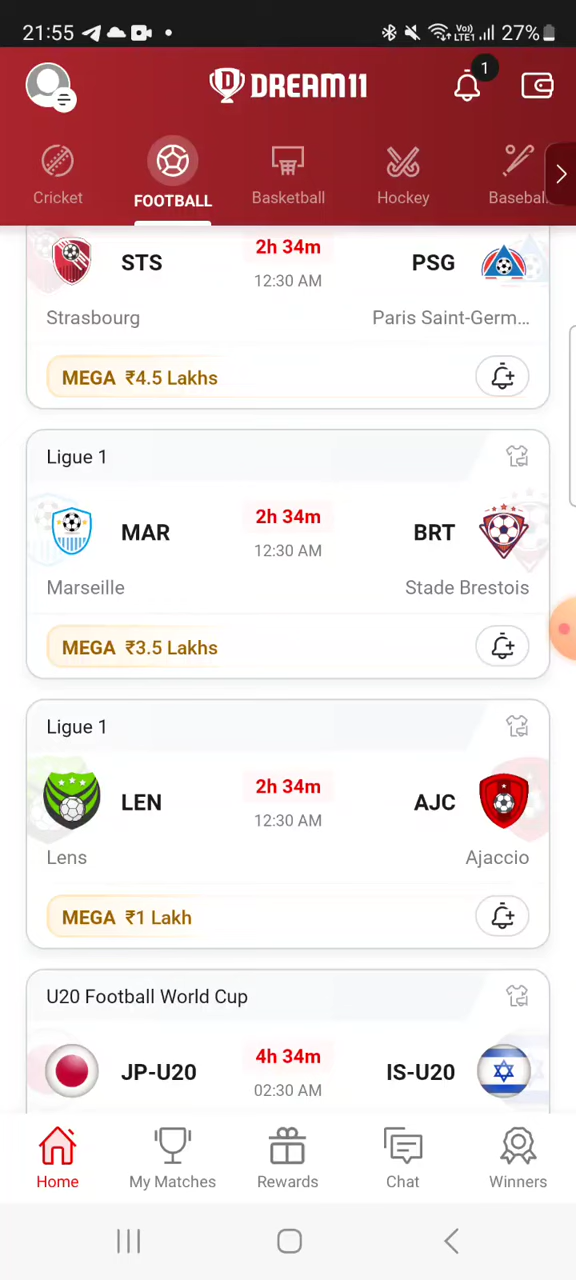 21:55 Vo) LTE1 27%
DREAM11
1
Cricket FOOTBALL Basketball Hockey Baseball
STS 2h 34m PSG
12:30 AM
Strasbourg Paris Saint-Germ...
MEGA ₹4.5 Lakhs
Ligue 1
MAR 2h 34m BRT
12:30 AM
Marseille Stade Brestois
MEGA ₹3.5 Lakhs
Ligue 1
LEN 2h 34m AJC
12:30 AM
Lens Ajaccio
MEGA ₹1 Lakh
U20 Football World Cup
JP-U20 4h 34m IS-U20
02:30 AM
Home My Matches Rewards Chat Winners